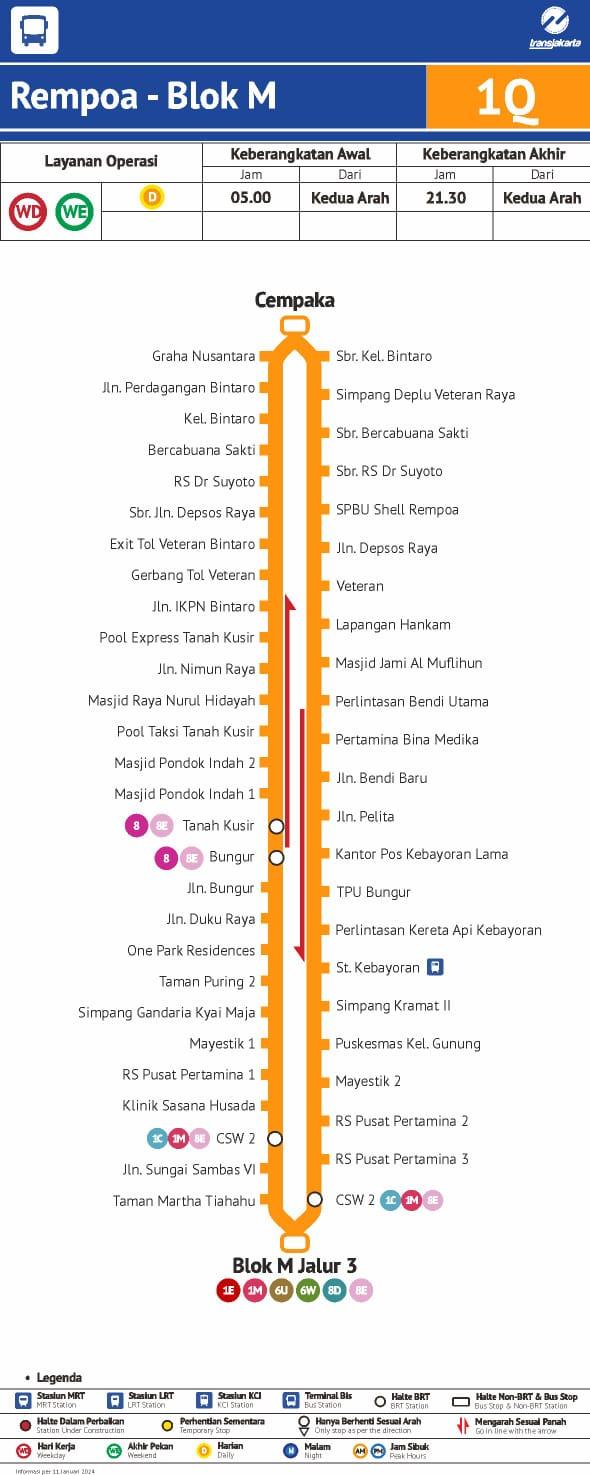 transjakarta
Rempoa - Blok M
1Q
Layanan Operasi
Keberangkatan Awal
Keberangkatan Akhir
Jam
Dari
Jam
Dari
WD
WE
D
05.00
Kedua Arah
21.30
Kedua Arah
Cempaka
Graha Nusantara
Jln. Perdagangan Bintaro
Kel. Bintaro
Bercabuana Sakti
RS Dr Suyoto
Sbr. Jln. Depsos Raya
Exit Tol Veteran Bintaro
Gerbang Tol Veteran
Jln. IKPN Bintaro
Pool Express Tanah Kusir
Jln. Nimun Raya
Masjid Raya Nurul Hidayah
Pool Taksi Tanah Kusir
Masjid Pondok Indah 2
Masjid Pondok Indah 1
8 8E Tanah Kusir
8 8E Bungur
Jln. Bungur
Jln. Duku Raya
One Park Residences
Taman Puring 2
Simpang Gandaria Kyai Maja
Mayestik 1
RS Pusat Pertamina 1
Klinik Sasana Husada
1C 1M 8E CSW 2
Jln. Sungai Sambas VI
Taman Martha Tiahahu
Sbr. Kel. Bintaro
Simpang Deplu Veteran Raya
Sbr. Bercabuana Sakti
Sbr. RS Dr Suyoto
SPBU Shell Rempoa
Jln. Depsos Raya
Veteran
Lapangan Hankam
Masjid Jami Al Muflihun
Perlintasan Bendi Utama
Pertamina Bina Medika
Jln. Bendi Baru
Jln. Pelita
Kantor Pos Kebayoran Lama
TPU Bungur
Perlintasan Kereta Api Kebayoran
St. Kebayoran
Simpang Kramat II
Puskesmas Kel. Gunung
Mayestik 2
RS Pusat Pertamina 2
RS Pusat Pertamina 3
CSW 2 1C 1M 8E
Blok M Jalur 3
1E 1M 6U 6W 8D 8E
• Legenda
Stasiun MRT
MRT Station
Stasiun LRT
LRT Station
Stasiun KCI
KCI Station
Terminal Bis
Bus Station
Halte BRT
BRT Station
Halte Non-BRT & Bus Stop
Bus Stop & Non-BRT Station
Halte Dalam Perbaikan
Station Under Construction
Perhentian Sementara
Temporary Stop
Hanya Berhenti Sesuai Arah
Only stop as per the direction
Mengarah Sesuai Panah
Go in line with the arrow
WD
Hari Kerja
Weekday
WE
Akhir Pekan
Weekend
D
Harian
Daily
M
Malam
Night
AM PM
Jam Sibuk
Peak Hours
Informasi per 11 Januari 2024